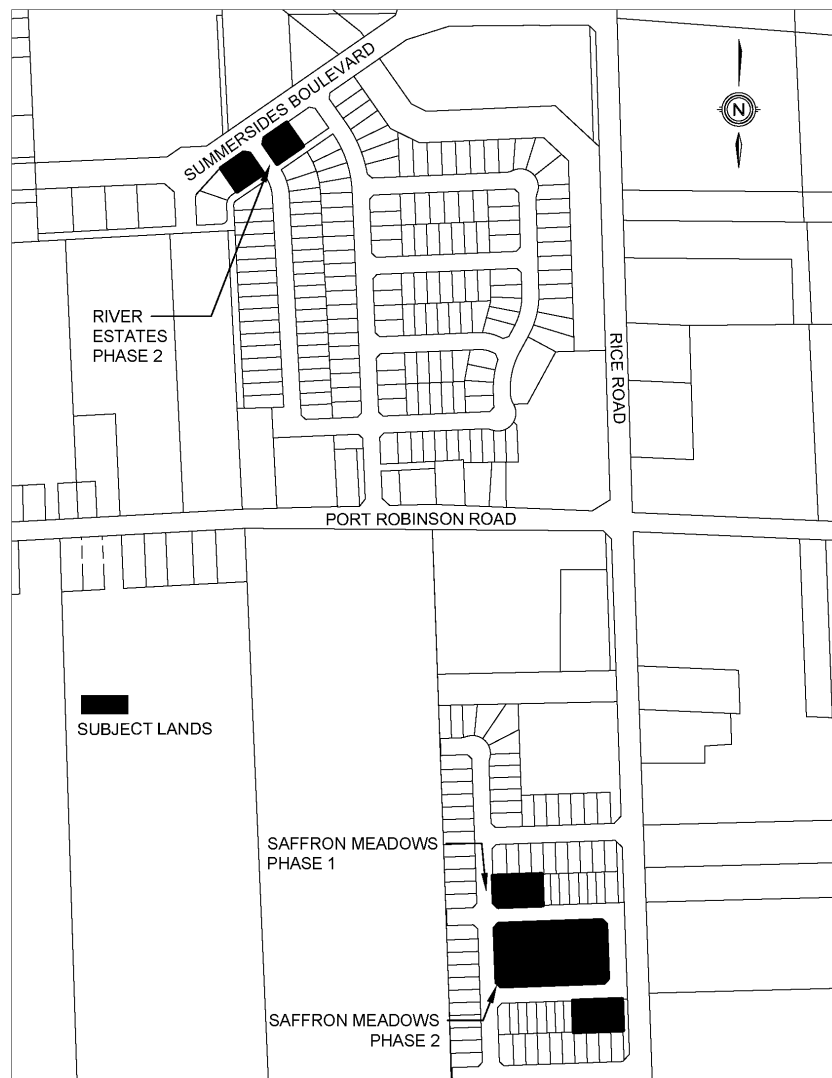 SUMMERSIDES BOULEVARD
N
RIVER
ESTATES
PHASE 2
RICE ROAD
PORT ROBINSON ROAD
SUBJECT LANDS
SAFFRON MEADOWS
PHASE 1
SAFFRON MEADOWS
PHASE 2